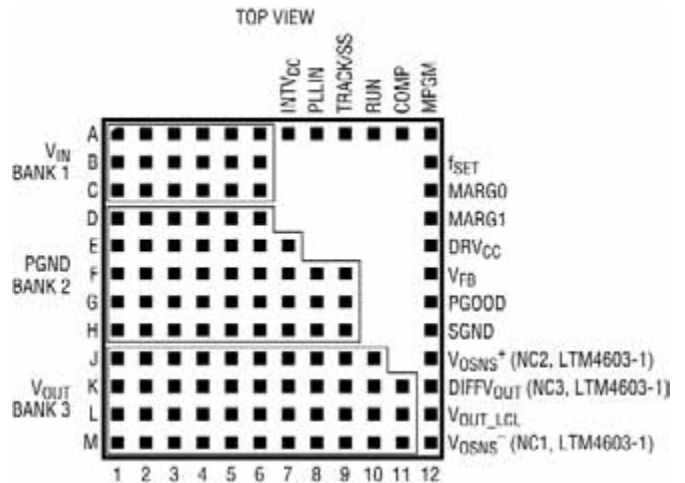 TOP VIEW
INTVCC
PLLIN
TRACK/SS
RUN
COMP
MPGM
A
VIN
BANK 1
B
fSET
C
MARG0
D
MARG1
E
DRVCC
PGND
BANK 2
F
VFB
G
PGOOD
H
SGND
J
VOSNS+ (NC2, LTM4603-1)
VOUT
BANK 3
K
DIFFVOUT (NC3, LTM4603-1)
L
VOUT_LCL
M
VOSNS– (NC1, LTM4603-1)
1 2 3 4 5 6 7 8 9 10 11 12